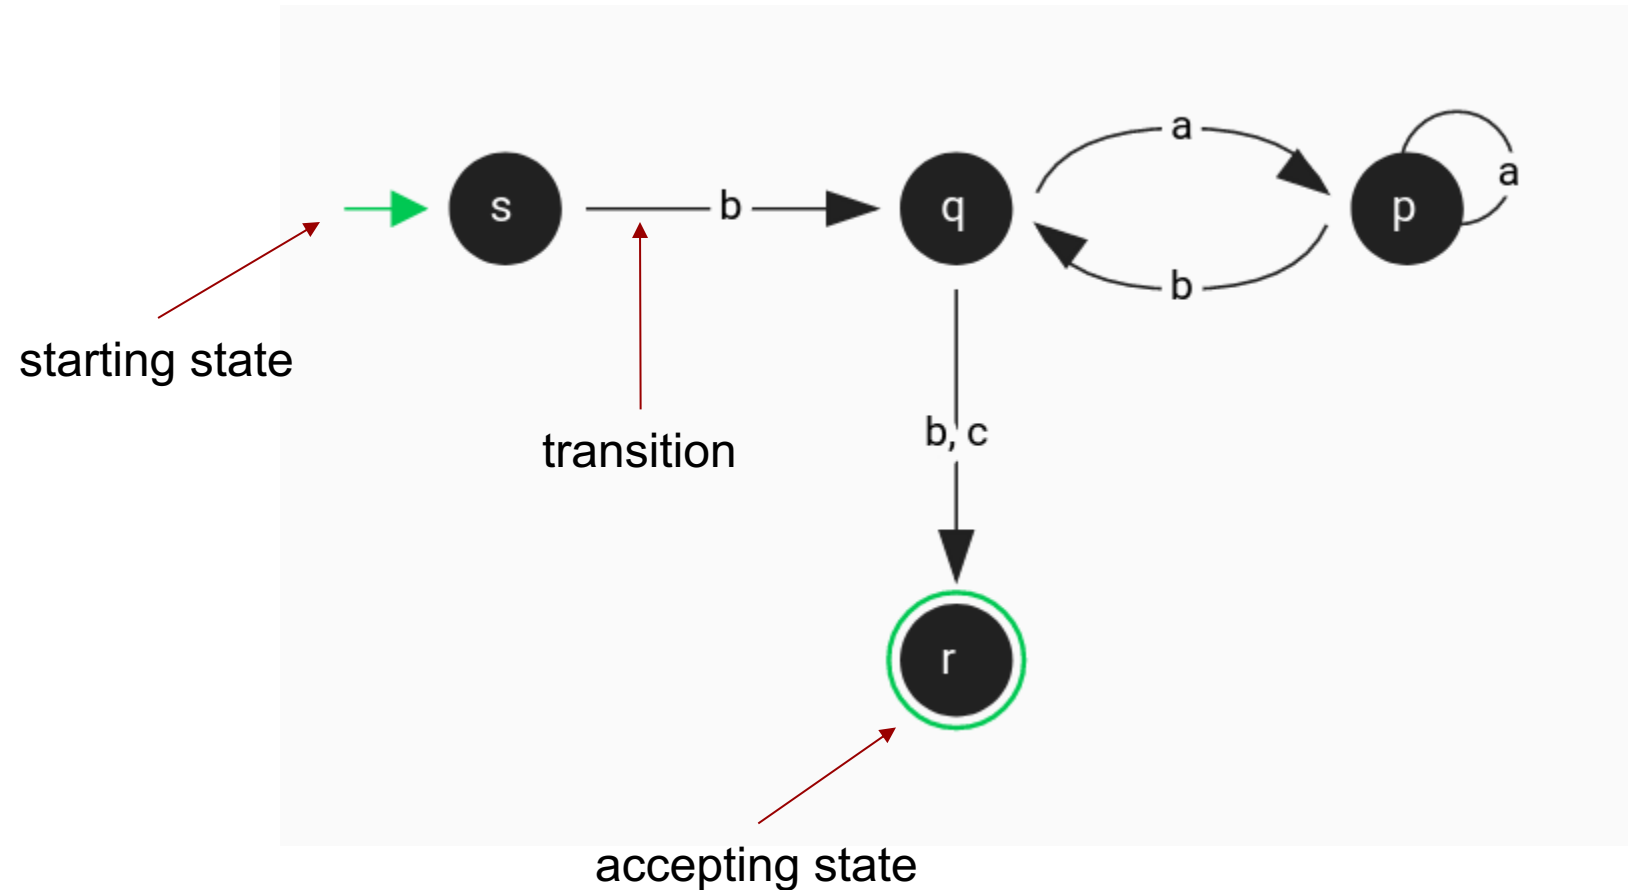 a
a
s
b
q
p
b
starting state
b, c
transition
r
accepting state